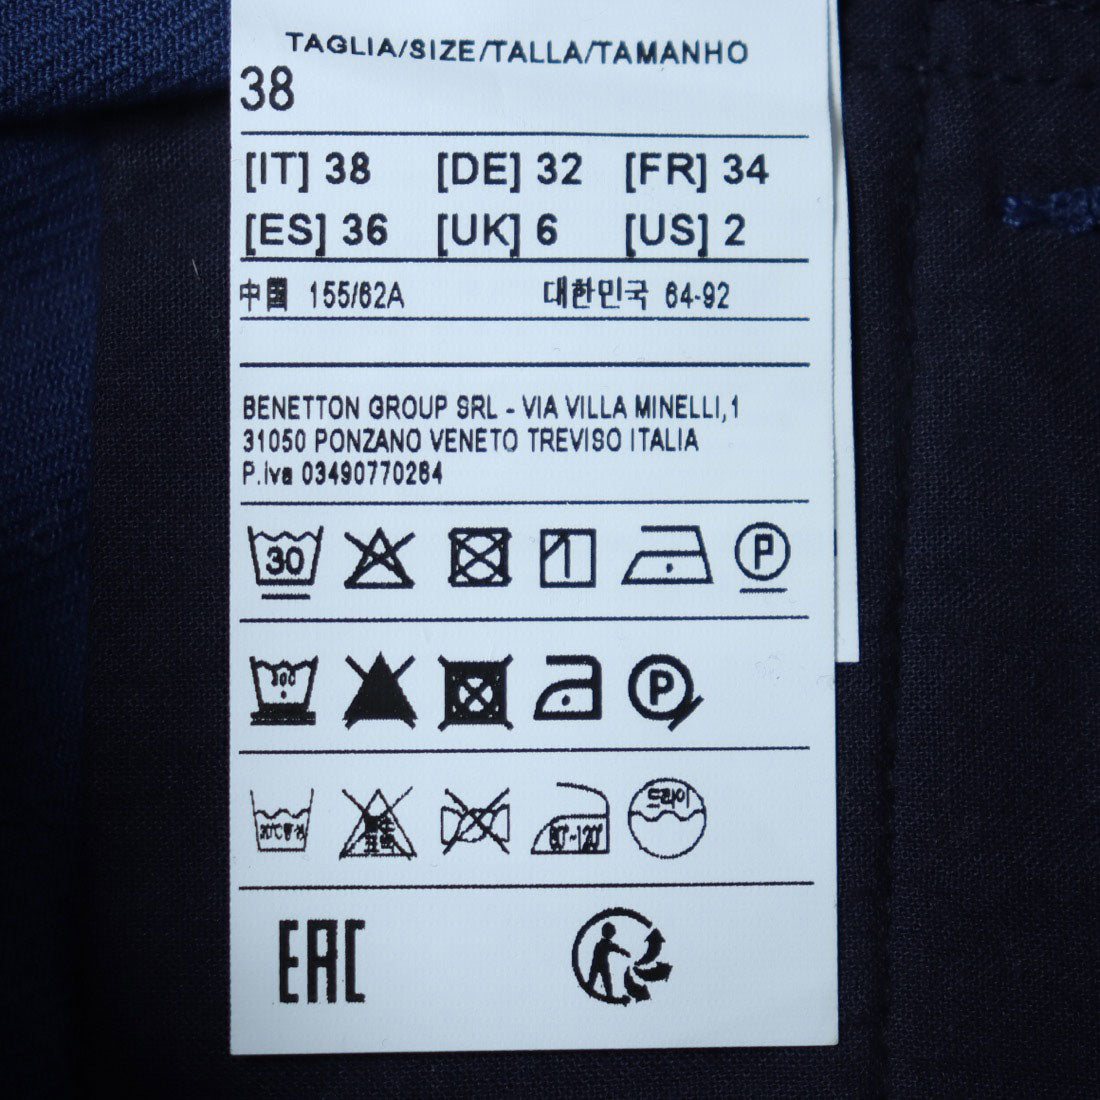 TAGLIA/SIZE/TALLA/TAMANHO
38
[IT] 38 [DE] 32 [FR] 34
[ES] 36 [UK] 6 [US] 2
中國 155/62A 대한민국 64-92
BENETTON GROUP SRL - VIA VILLA MINELLI,1
31050 PONZANO VENETO TREVISO ITALIA
P.Iva 03490770264
30 P
P
80~120 드라이
EAC